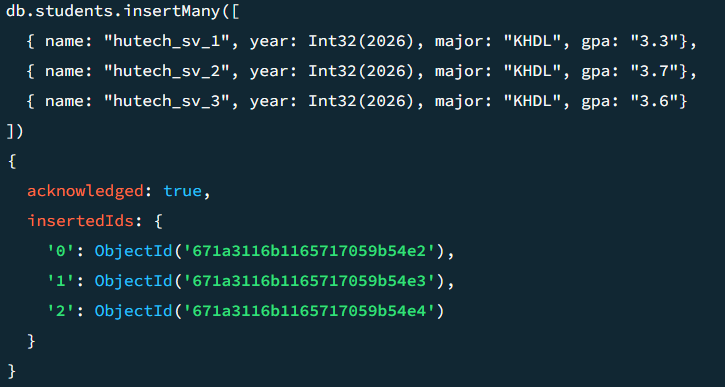 db.students.insertMany([
  { name: "hutech_sv_1", year: Int32(2026), major: "KHDL", gpa: "3.3"},
  { name: "hutech_sv_2", year: Int32(2026), major: "KHDL", gpa: "3.7"},
  { name: "hutech_sv_3", year: Int32(2026), major: "KHDL", gpa: "3.6"}
])
{
  acknowledged: true,
  insertedIds: {
    '0': ObjectId('671a3116b1165717059b54e2'),
    '1': ObjectId('671a3116b1165717059b54e3'),
    '2': ObjectId('671a3116b1165717059b54e4')
  }
}